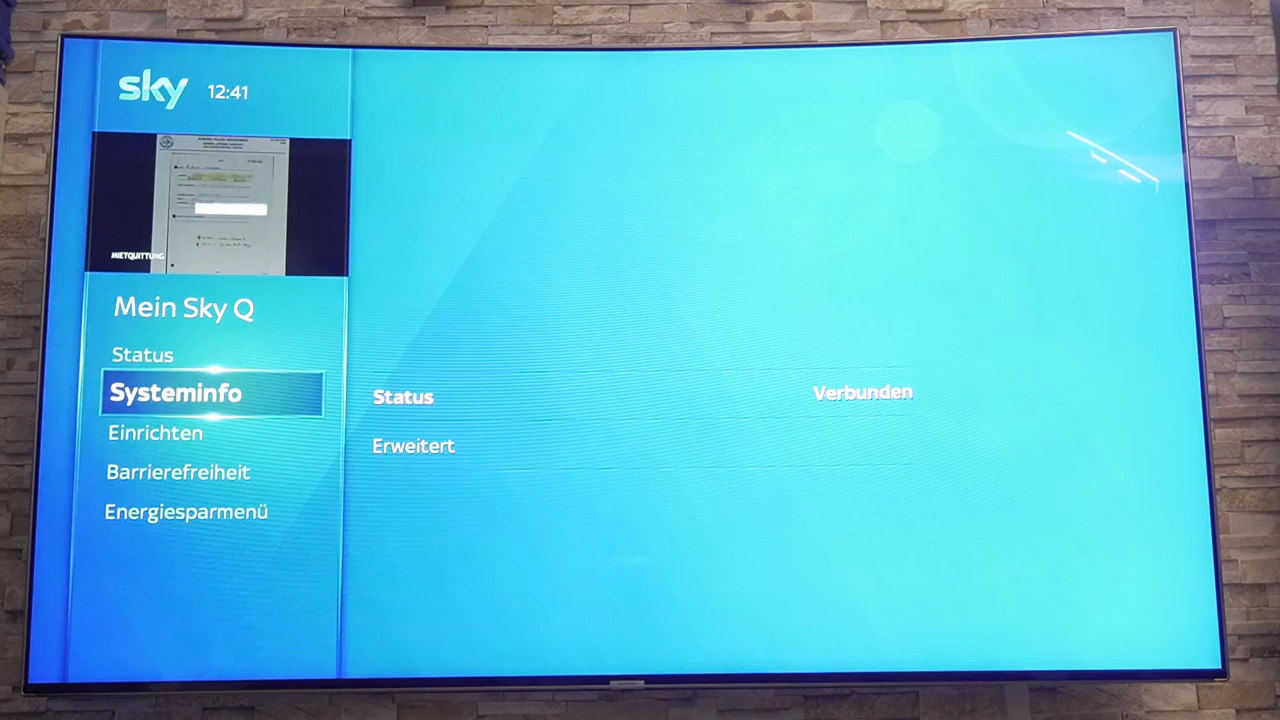 sky 12:41
MIETQUITTUNG
Mein Sky Q
Status
Systeminfo
Einrichten
Barrierefreiheit
Energiesparmenü
Status Verbunden
Erweitert